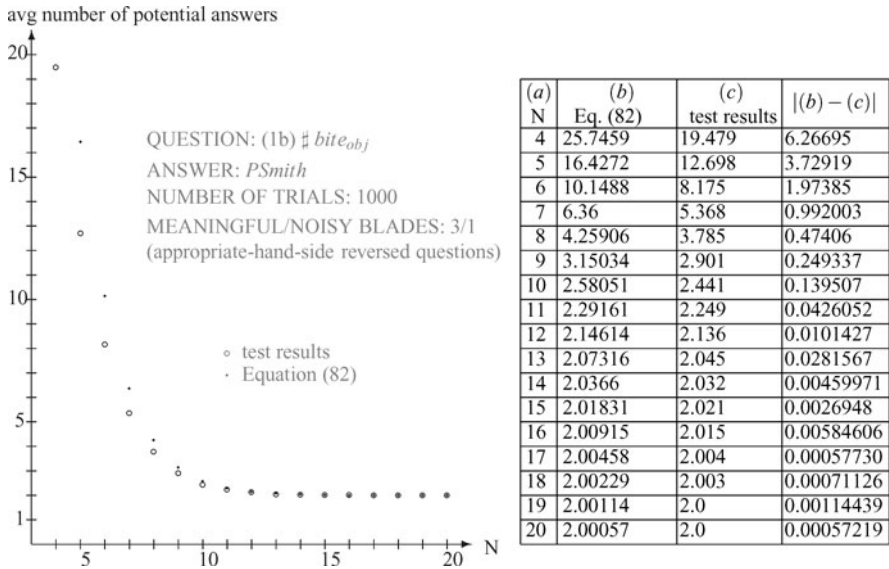 avg number of potential answers
20
15
10
5
1
QUESTION: (1b) ♯ bite_obj
ANSWER: PSmith
NUMBER OF TRIALS: 1000
MEANINGFUL/NOISY BLADES: 3/1
(appropriate-hand-side reversed questions)
∘ test results
· Equation (82)
5 10 15 20 N
(a) N (b) Eq. (82) (c) test results |(b) − (c)|
4 25.7459 19.479 6.26695
5 16.4272 12.698 3.72919
6 10.1488 8.175 1.97385
7 6.36 5.368 0.992003
8 4.25906 3.785 0.47406
9 3.15034 2.901 0.249337
10 2.58051 2.441 0.139507
11 2.29161 2.249 0.0426052
12 2.14614 2.136 0.0101427
13 2.07316 2.045 0.0281567
14 2.0366 2.032 0.00459971
15 2.01831 2.021 0.0026948
16 2.00915 2.015 0.00584606
17 2.00458 2.004 0.00057730
18 2.00229 2.003 0.00071126
19 2.00114 2.0 0.00114439
20 2.00057 2.0 0.00057219